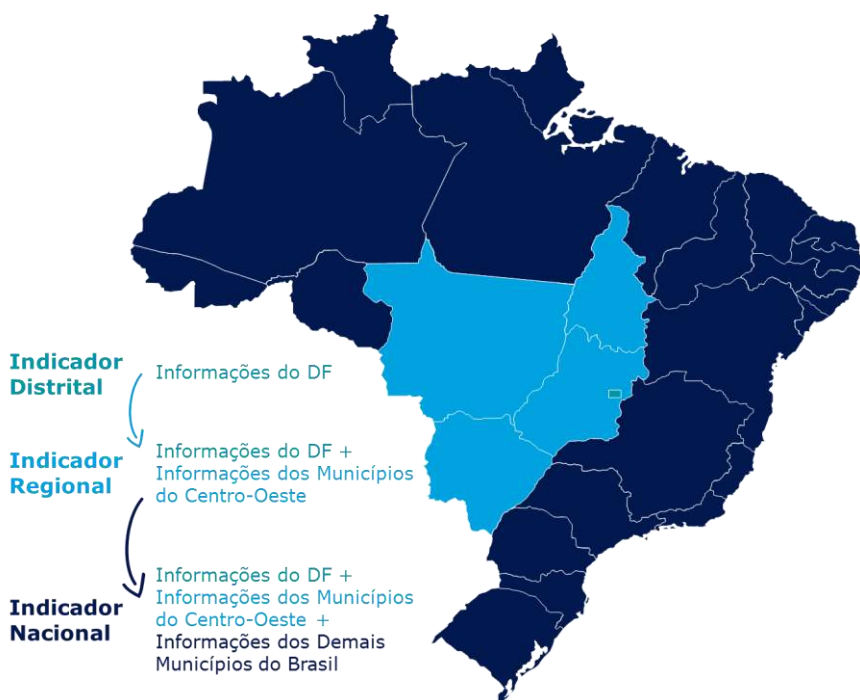 Indicador
Distrital
Informações do DF
Indicador
Regional
Informações do DF +
Informações dos Municípios
do Centro-Oeste
Indicador
Nacional
Informações do DF +
Informações dos Municípios
do Centro-Oeste +
Informações dos Demais
Municípios do Brasil